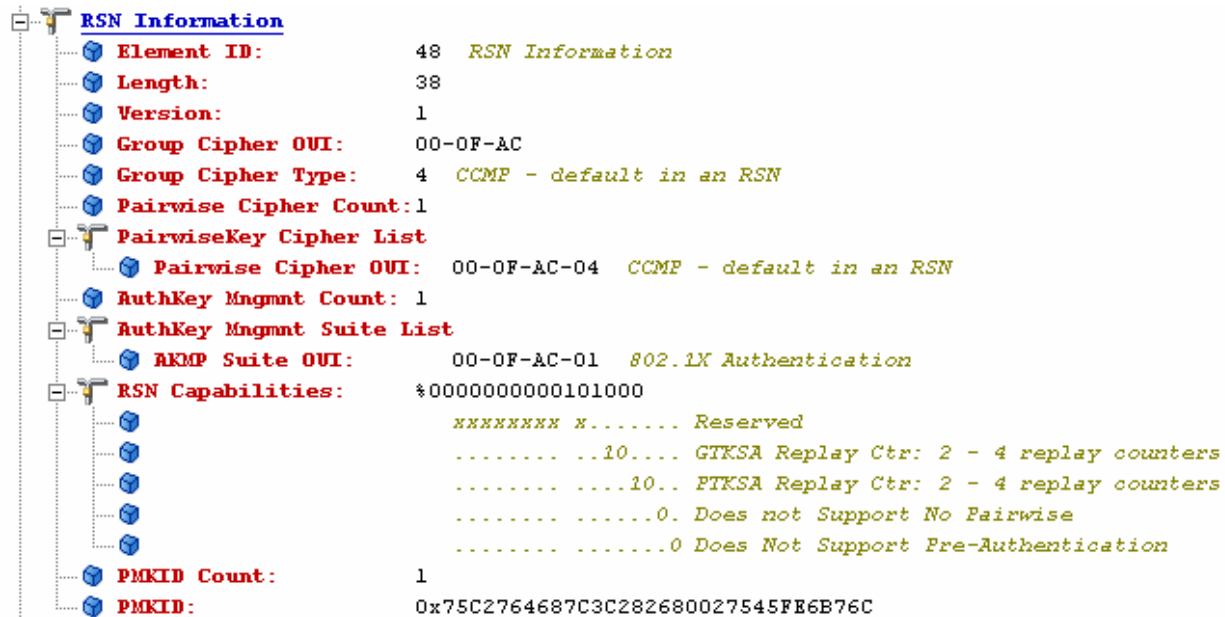 RSN Information
Element ID: 48 RSN Information
Length: 38
Version: 1
Group Cipher OUI: 00-0F-AC
Group Cipher Type: 4 CCMP - default in an RSN
Pairwise Cipher Count:1
PairwiseKey Cipher List
Pairwise Cipher OUI: 00-0F-AC-04 CCMP - default in an RSN
AuthKey Mngmnt Count: 1
AuthKey Mngmnt Suite List
AKMP Suite OUI: 00-0F-AC-01 802.1X Authentication
RSN Capabilities: %0000000000101000
xxxxxxxx x....... Reserved
........ ..10.... GTKSA Replay Ctr: 2 - 4 replay counters
........ ....10.. PTKSA Replay Ctr: 2 - 4 replay counters
........ ......0. Does not Support No Pairwise
........ .......0 Does Not Support Pre-Authentication
PMKID Count: 1
PMKID: 0x75C2764687C3C282680027545FE6B76C